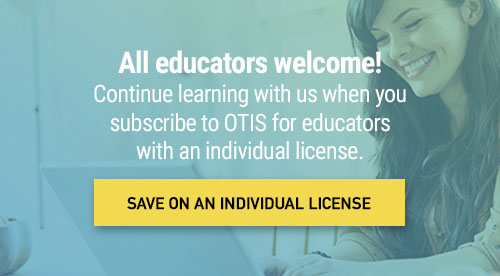 All educators welcome!
Continue learning with us when you
subscribe to OTIS for educators
with an individual license.
SAVE ON AN INDIVIDUAL LICENSE